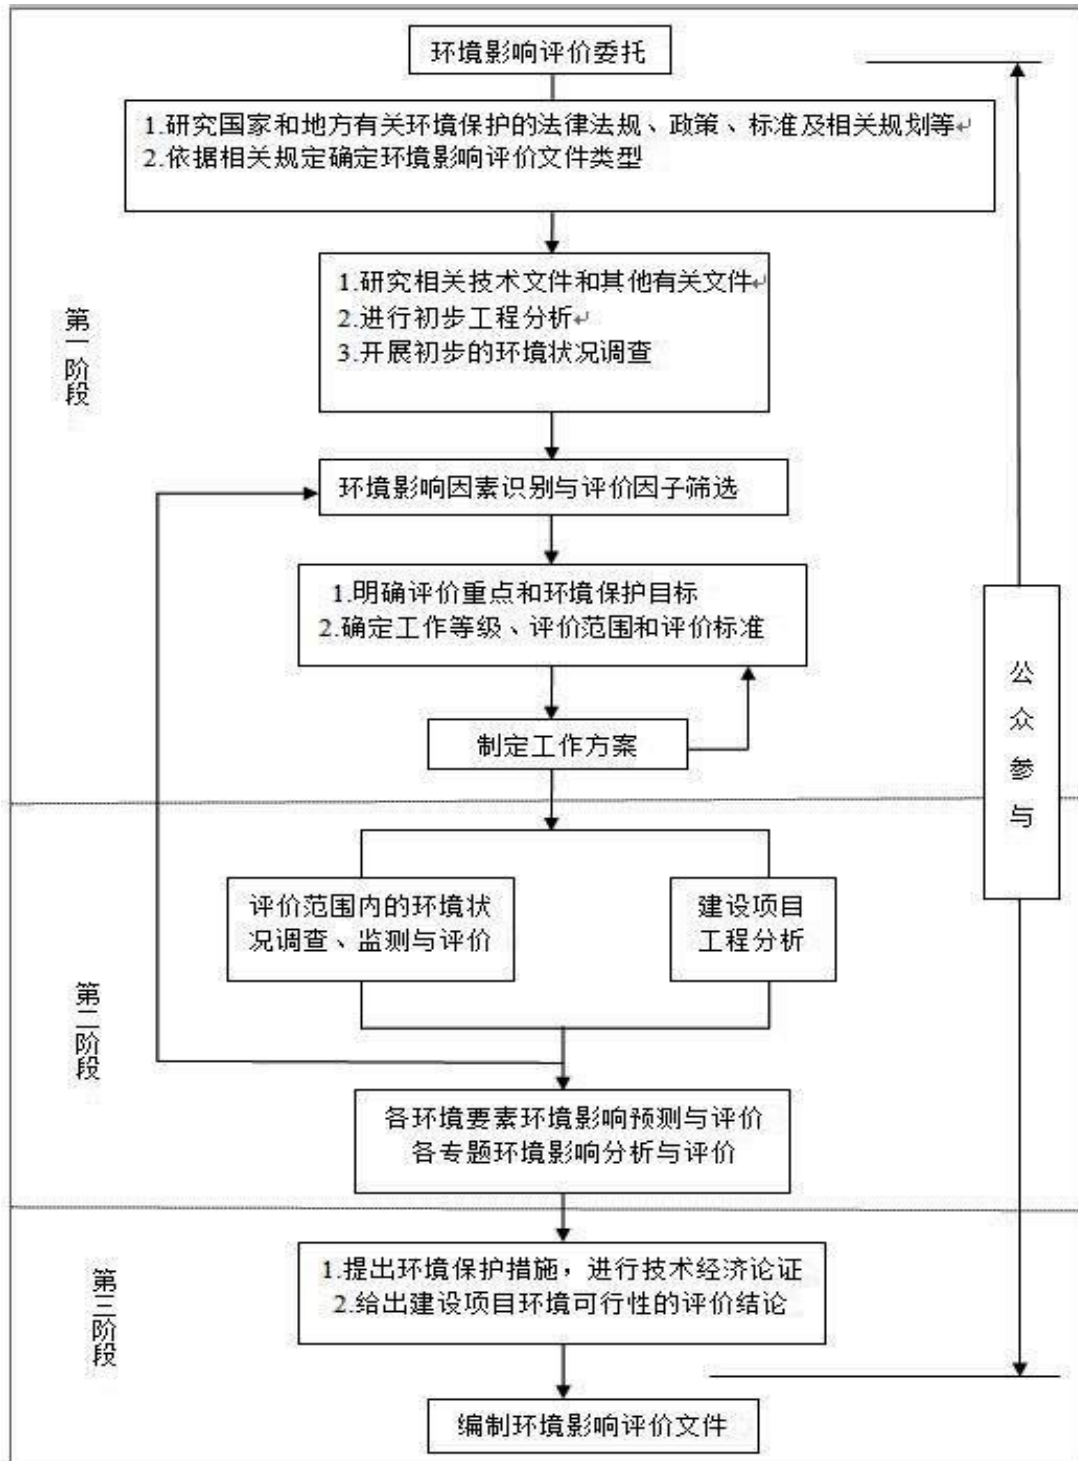 环境影响评价委托
1.研究国家和地方有关环境保护的法律法规、政策、标准及相关规划等↵
2.依据相关规定确定环境影响评价文件类型
1.研究相关技术文件和其他有关文件↵
2.进行初步工程分析↵
3.开展初步的环境状况调查
第一阶段
环境影响因素识别与评价因子筛选
1.明确评价重点和环境保护目标
2.确定工作等级、评价范围和评价标准
制定工作方案
公众参与
评价范围内的环境状
况调查、监测与评价
建设项目
工程分析
第二阶段
各环境要素环境影响预测与评价
各专题环境影响分析与评价
第三阶段
1.提出环境保护措施，进行技术经济论证
2.给出建设项目环境可行性的评价结论
编制环境影响评价文件